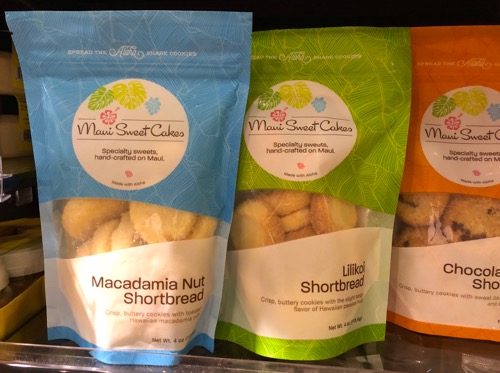 SPREAD THE Aloha SHARE COOKIES
Maui Sweet Cakes
Specialty sweets,
hand-crafted on Maui.
Made with aloha
Macadamia Nut
Shortbread
Crisp, buttery cookies with
Hawaiian macadamia
Net Wt. 4 oz
SPREAD THE Aloha SHARE COOKIES
Maui Sweet Cakes
Specialty sweets,
hand-crafted on Maui.
Made with aloha
Lilikoi
Shortbread
Crisp, buttery cookies with the
flavor of Hawaiian
Net Wt. 4 oz
SPREAD THE Aloha SHARE
Maui Sweet
Specialty sweets,
hand-crafted on
Made with aloha
Chocola
Sho
Crisp, buttery cookies with sweet